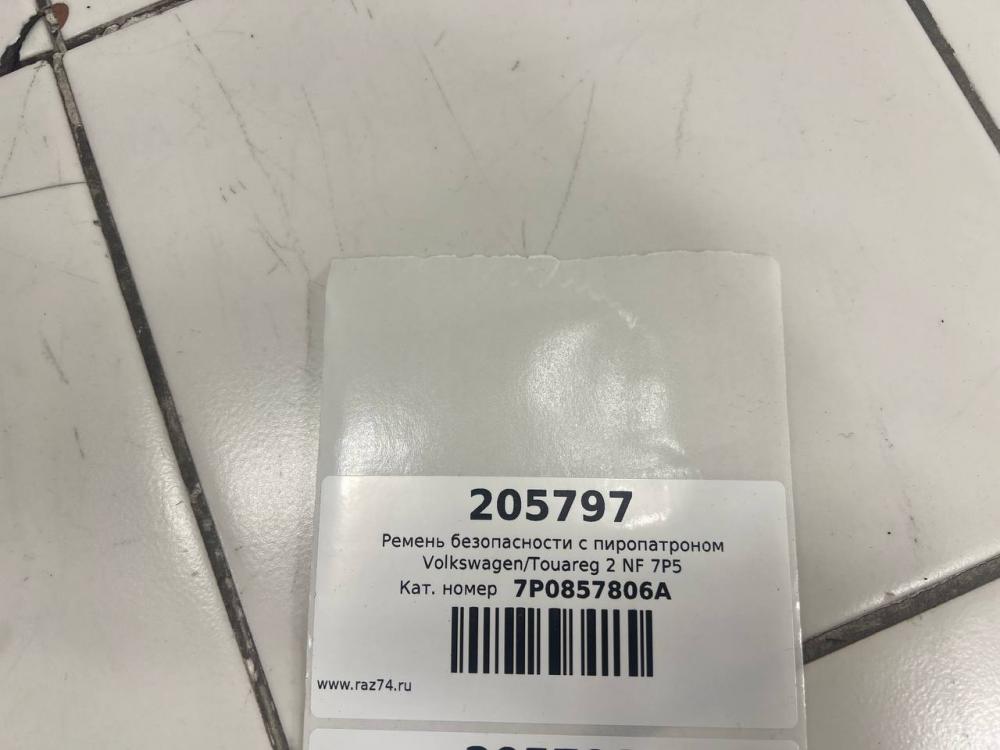 205797
Ремень безопасности с пиропатроном
Volkswagen/Touareg 2 NF 7P5
Кат. номер 7P0857806A
www.raz74.ru